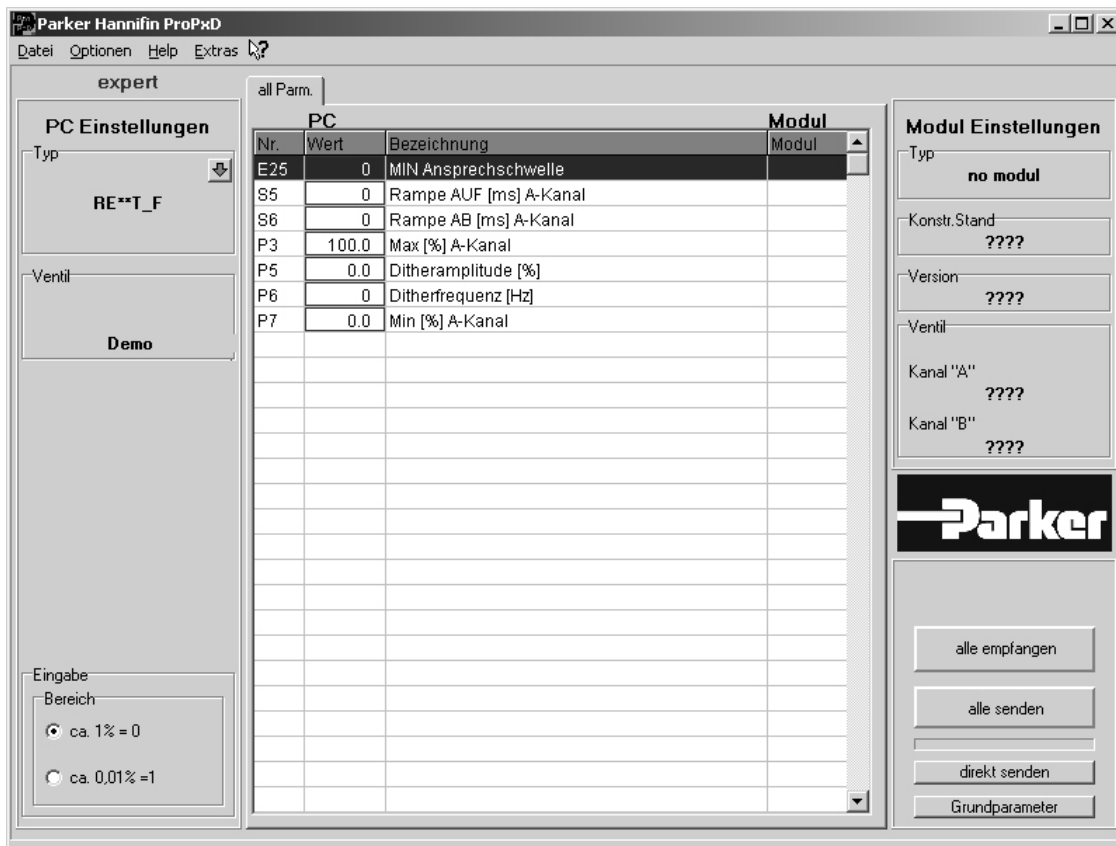 Parker Hannifin ProPxD
Datei Optionen Help Extras
expert
PC Einstellungen
Typ
RE**T_F
Ventil
Demo
Eingabe
Bereich
ca. 1% = 0
ca. 0,01% =1
all Parm.
PC Modul
Nr. Wert Bezeichnung Modul
E25 0 MIN Ansprechschwelle
S5 0 Rampe AUF [ms] A-Kanal
S6 0 Rampe AB [ms] A-Kanal
P3 100.0 Max [%] A-Kanal
P5 0.0 Ditheramplitude [%]
P6 0 Ditherfrequenz [Hz]
P7 0.0 Min [%] A-Kanal
Modul Einstellungen
Typ
no modul
Konstr.Stand
????
Version
????
Ventil
Kanal "A"
????
Kanal "B"
????
Parker
alle empfangen
alle senden
direkt senden
Grundparameter